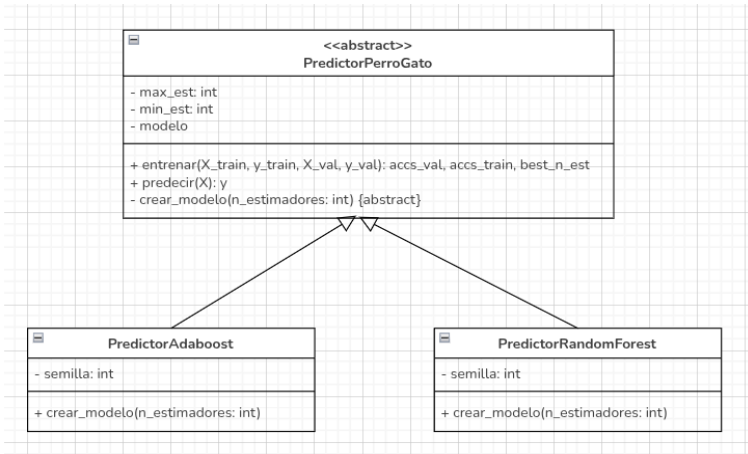 <<abstract>>
PredictorPerroGato
- max_est: int
- min_est: int
- modelo
+ entrenar(X_train, y_train, X_val, y_val): accs_val, accs_train, best_n_est
+ predecir(X): y
- crear_modelo(n_estimadores: int) {abstract}
PredictorAdaboost
- semilla: int
+ crear_modelo(n_estimadores: int)
PredictorRandomForest
- semilla: int
+ crear_modelo(n_estimadores: int)